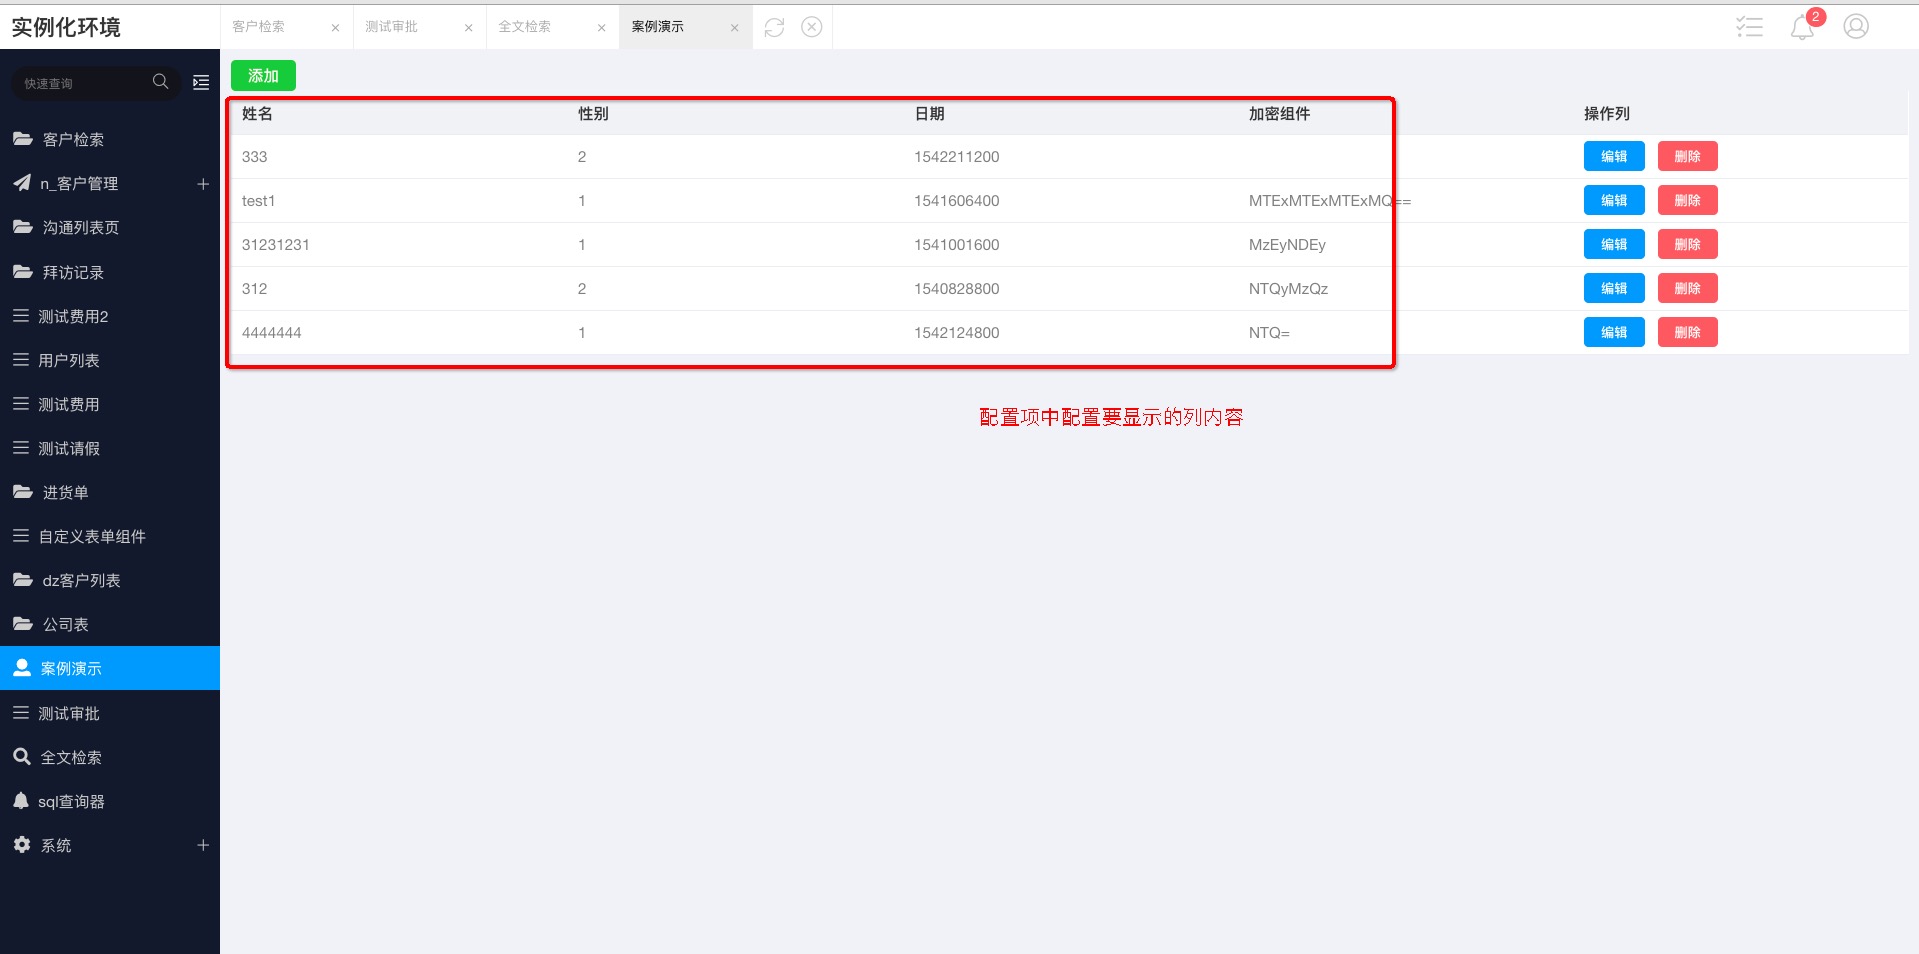 实例化环境
客户检索
测试审批
全文检索
案例演示
2
快速查询
客户检索
n_客户管理
沟通列表页
拜访记录
测试费用2
用户列表
测试费用
测试请假
进货单
自定义表单组件
dz客户列表
公司表
案例演示
测试审批
全文检索
sql查询器
系统
添加
姓名 性别 日期 加密组件 操作列
333 2 1542211200 编辑 删除
test1 1 1541606400 MTExMTExMTExMQ== 编辑 删除
31231231 1 1541001600 MzEyNDEy 编辑 删除
312 2 1540828800 NTQyMzQz 编辑 删除
4444444 1 1542124800 NTQ= 编辑 删除
配置项中配置要显示的列内容